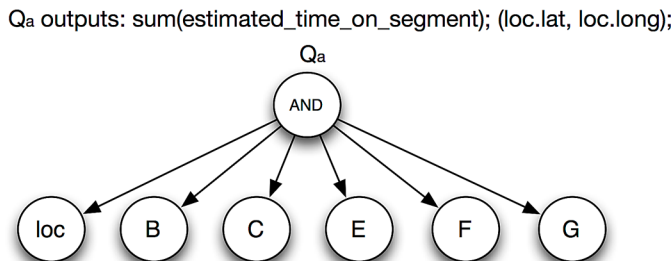 Qa outputs: sum(estimated_time_on_segment); (loc.lat, loc.long);
Qa
AND
loc B C E F G